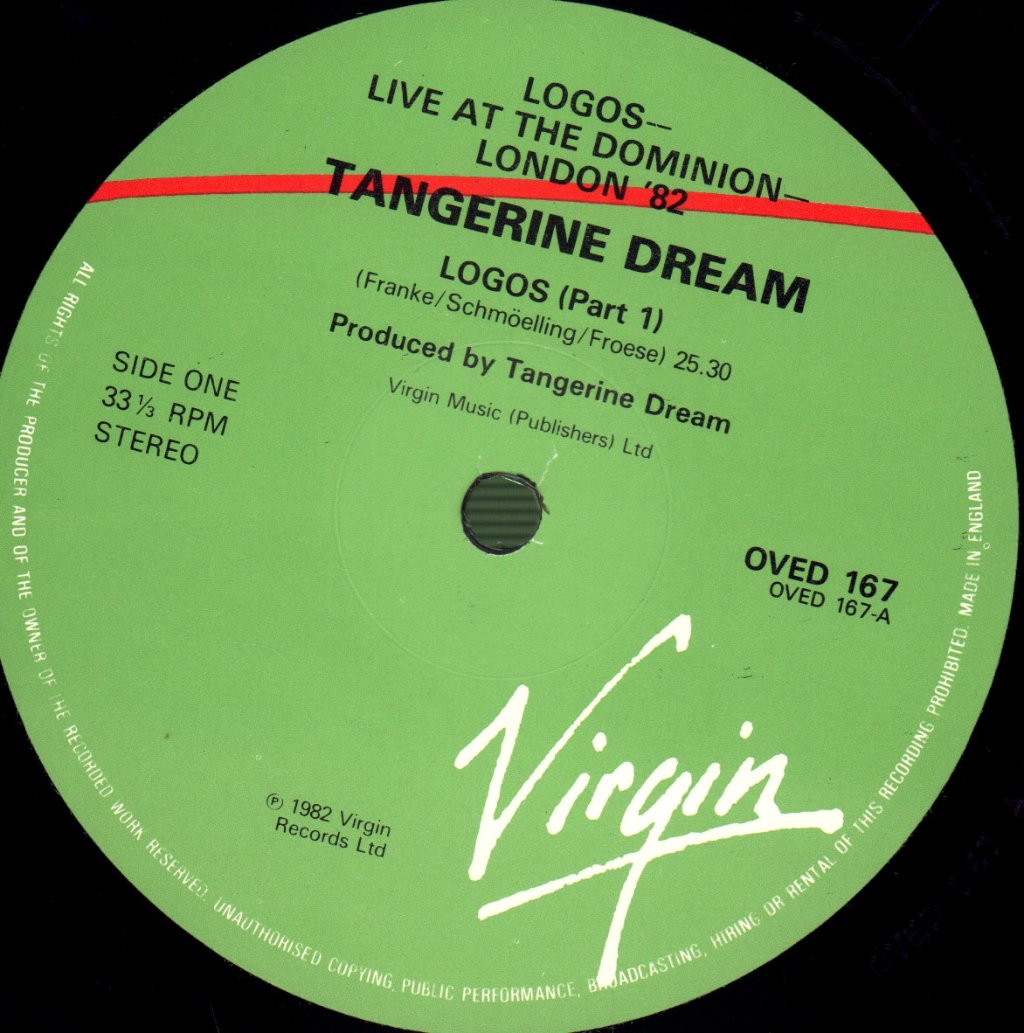 LOGOS--
LIVE AT THE DOMINION—
LONDON '82
TANGERINE DREAM
LOGOS (Part 1)
(Franke/Schmöelling/Froese) 25.30
Produced by Tangerine Dream
Virgin Music (Publishers) Ltd
SIDE ONE
33⅓ RPM
STEREO
OVED 167
OVED 167-A
Virgin
℗ 1982 Virgin
Records Ltd
ALL RIGHTS OF THE PRODUCER AND OF THE OWNER OF THE RECORDED WORK RESERVED. UNAUTHORISED COPYING, PUBLIC PERFORMANCE, BROADCASTING, HIRING OR RENTAL OF THIS RECORDING PROHIBITED. MADE IN ENGLAND